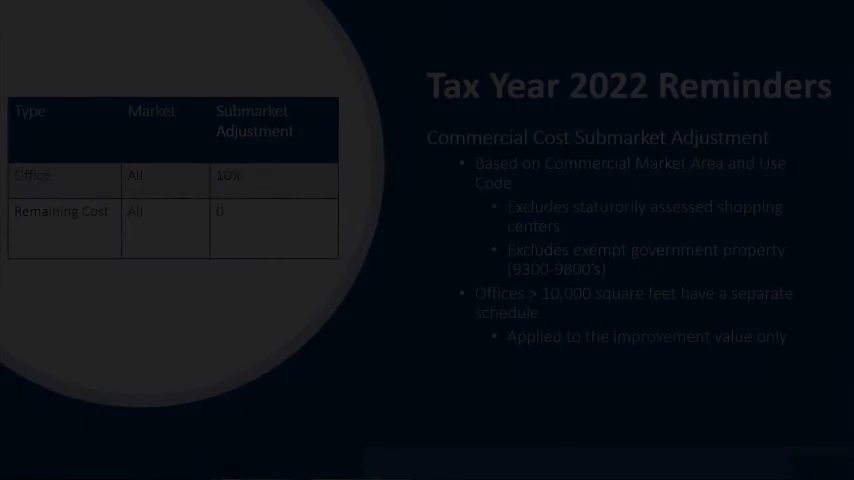 Type Market Submarket
Adjustment
Office All 10%
Remaining Cost All 0
Tax Year 2022 Reminders
Commercial Cost Submarket Adjustment
• Based on Commercial Market Area and Use
Code
• Excludes statutorily assessed shopping
centers
• Excludes exempt government property
(9300-9800's)
• Offices > 10,000 square feet have a separate
schedule
• Applied to the improvement value only